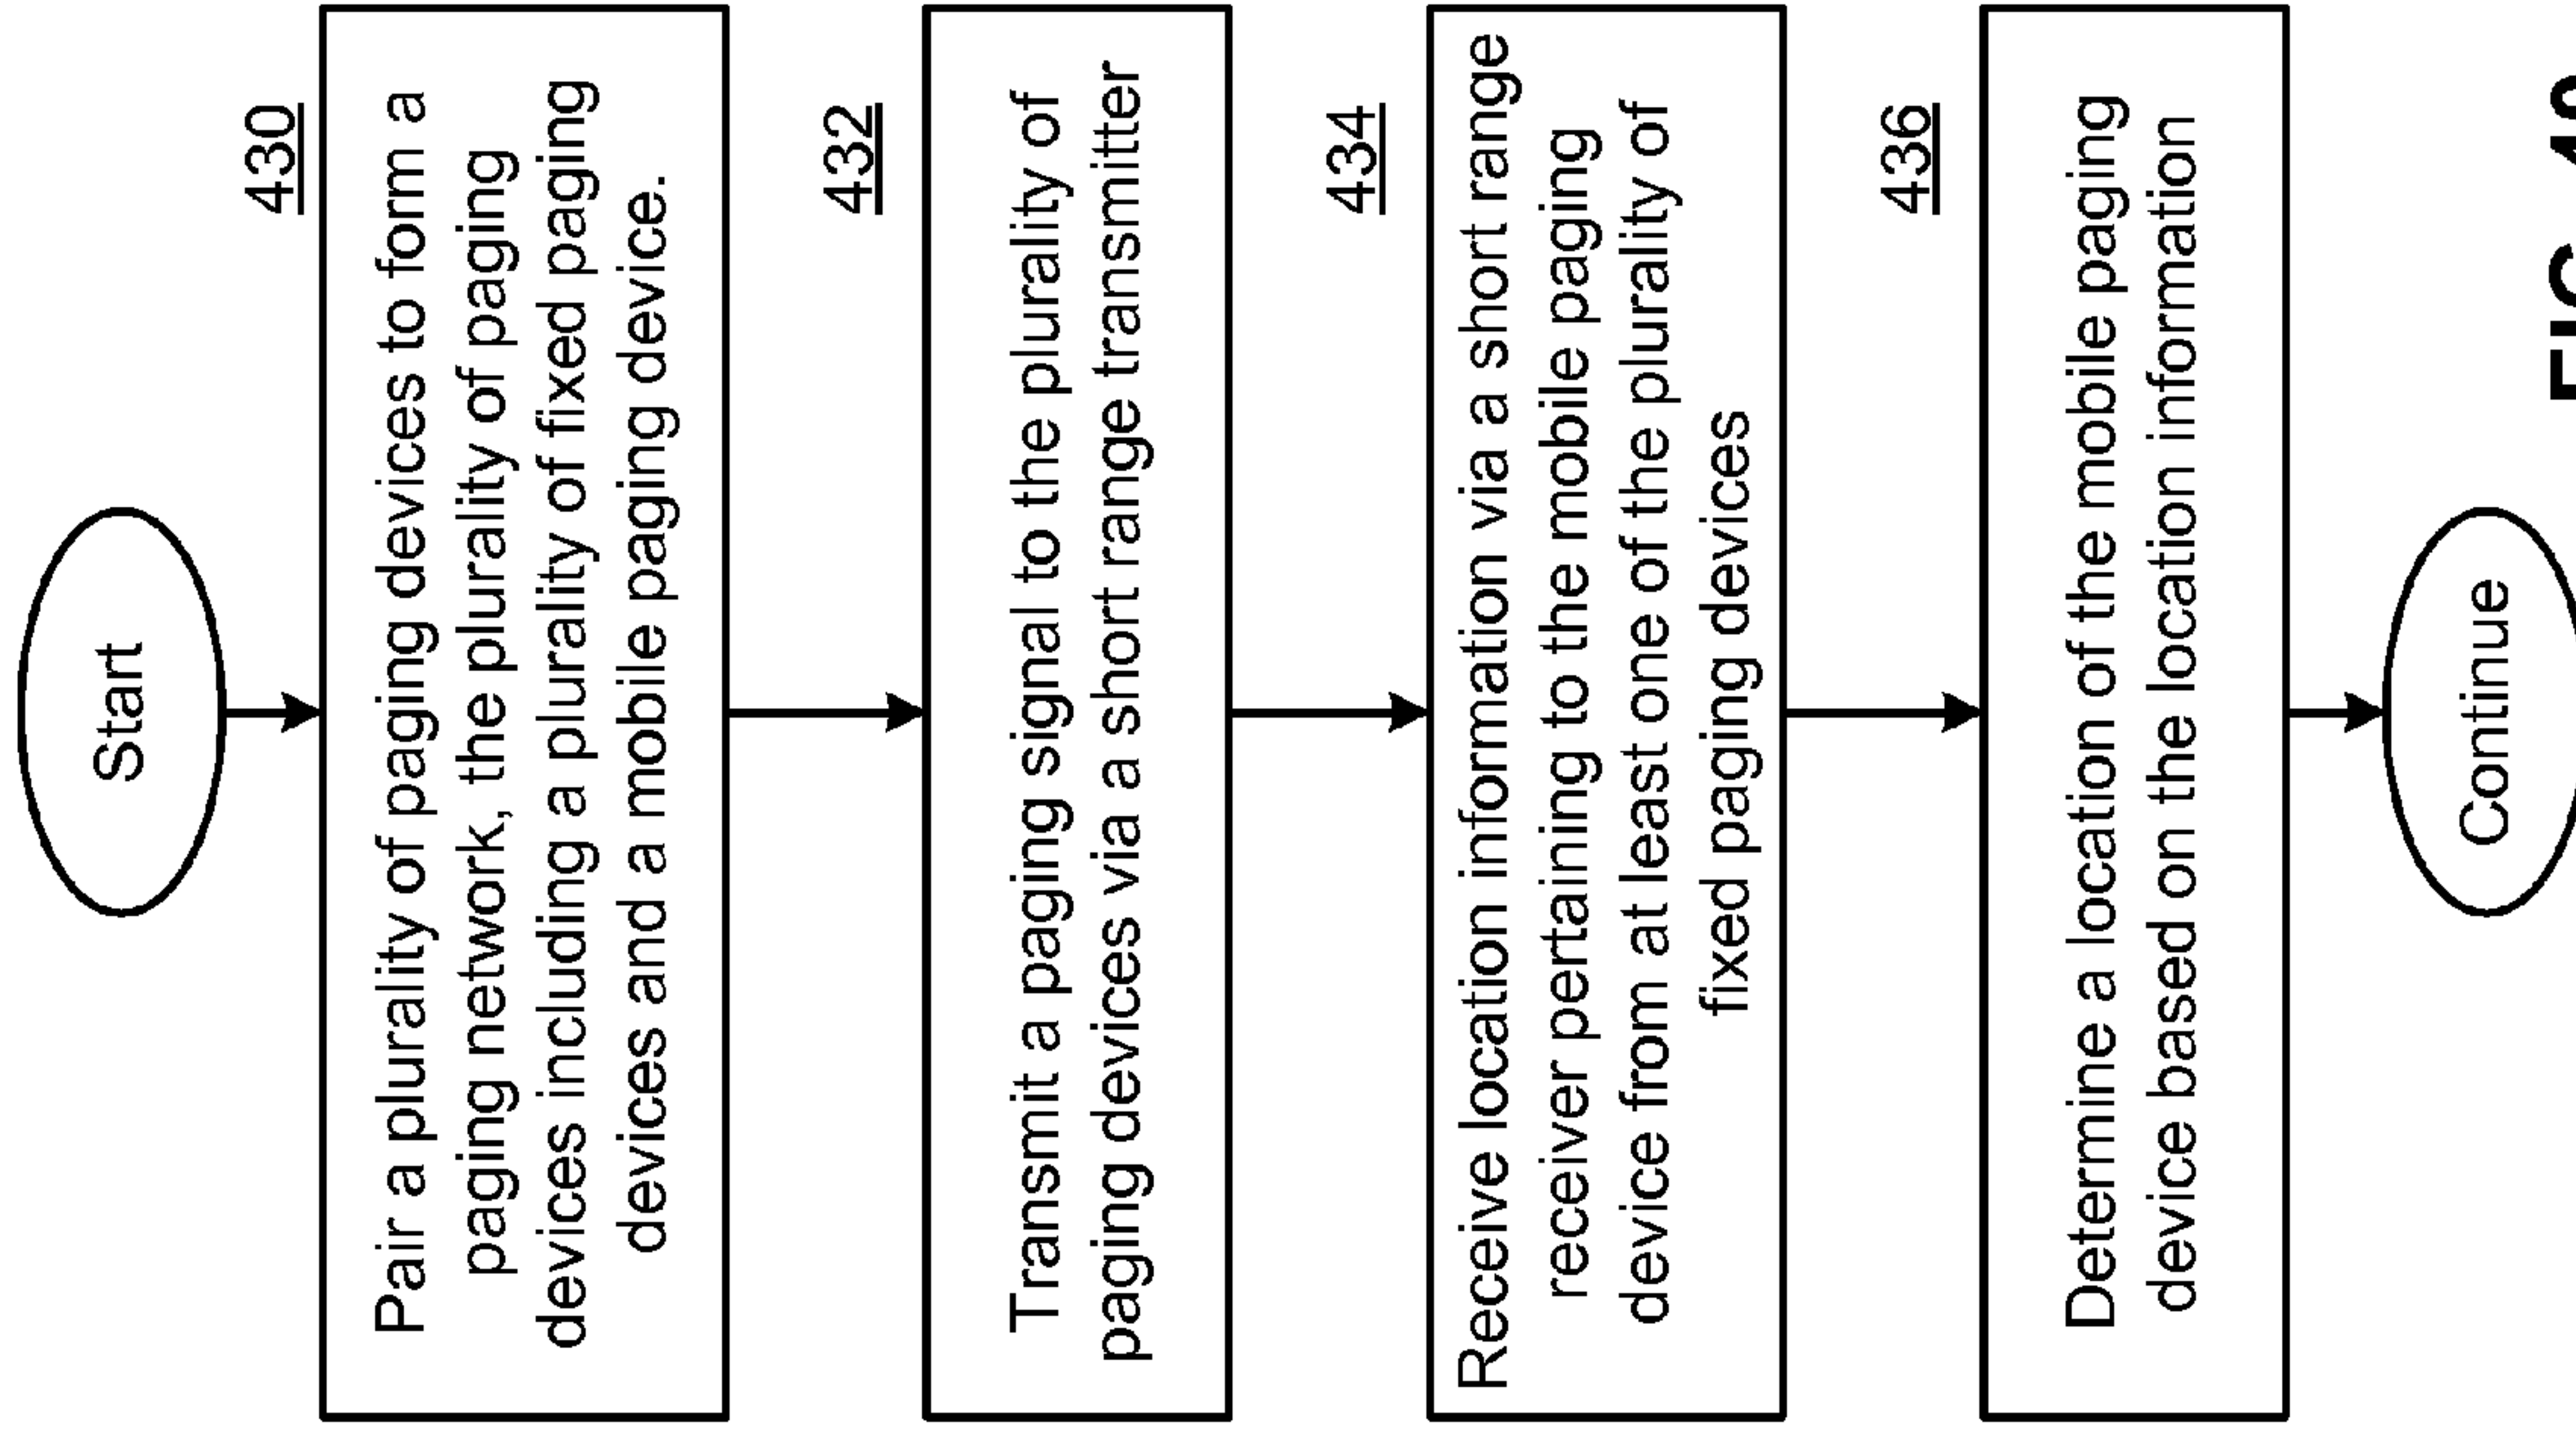 Start
430
Pair a plurality of paging devices to form a
paging network, the plurality of paging
devices including a plurality of fixed paging
devices and a mobile paging device.
432
Transmit a paging signal to the plurality of
paging devices via a short range transmitter
434
Receive location information via a short range
receiver pertaining to the mobile paging
device from at least one of the plurality of
fixed paging devices
436
Determine a location of the mobile paging
device based on the location information
Continue